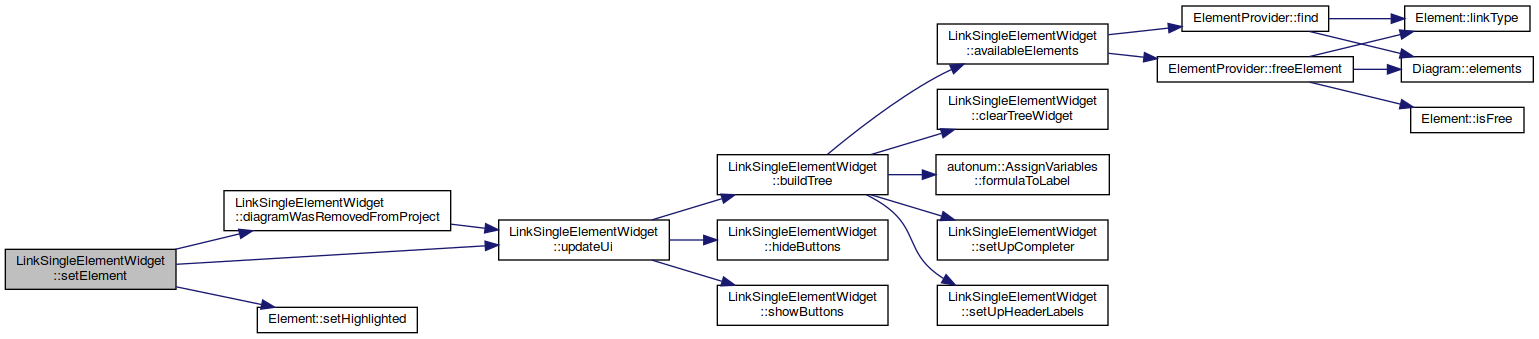 LinkSingleElementWidget
::setElement
LinkSingleElementWidget
::diagramWasRemovedFromProject
Element::setHighlighted
LinkSingleElementWidget
::updateUi
LinkSingleElementWidget
::buildTree
LinkSingleElementWidget
::hideButtons
LinkSingleElementWidget
::showButtons
LinkSingleElementWidget
::availableElements
LinkSingleElementWidget
::clearTreeWidget
autonum::AssignVariables
::formulaToLabel
LinkSingleElementWidget
::setUpCompleter
LinkSingleElementWidget
::setUpHeaderLabels
ElementProvider::find
ElementProvider::freeElement
Element::linkType
Diagram::elements
Element::isFree